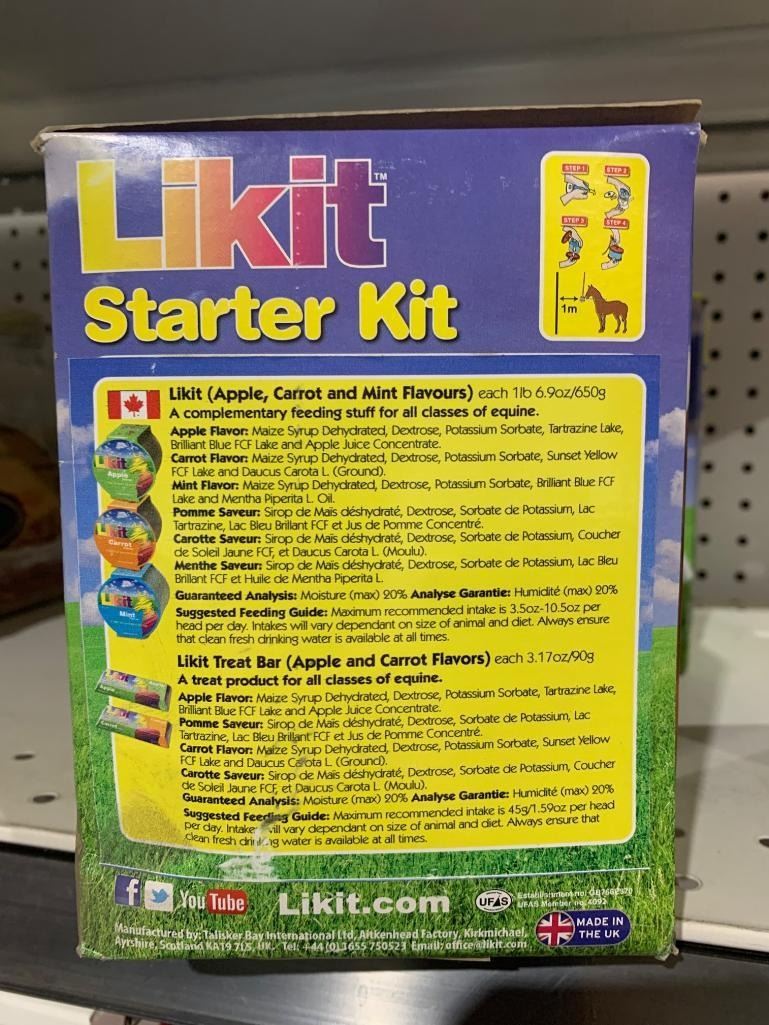 Likit™
Starter Kit
STEP 1 STEP 2
STEP 3 STEP 4
1m
Likit (Apple, Carrot and Mint Flavours) each 1lb 6.9oz/650g
A complementary feeding stuff for all classes of equine.
Apple Flavor: Maize Syrup Dehydrated, Dextrose, Potassium Sorbate, Tartrazine Lake,
Brilliant Blue FCF Lake and Apple Juice Concentrate.
Carrot Flavor: Maize Syrup Dehydrated, Dextrose, Potassium Sorbate, Sunset Yellow
FCF Lake and Daucus Carota L. (Ground).
Mint Flavor: Maize Syrup Dehydrated, Dextrose, Potassium Sorbate, Brilliant Blue FCF
Lake and Mentha Piperita L. Oil.
Pomme Saveur: Sirop de Maïs déshydraté, Dextrose, Sorbate de Potassium, Lac
Tartrazine, Lac Bleu Brillant FCF et Jus de Pomme Concentré.
Carotte Saveur: Sirop de Maïs déshydraté, Dextrose, Sorbate de Potassium, Coucher
de Soleil Jaune FCF, et Daucus Carota L. (Moulu).
Menthe Saveur: Sirop de Maïs déshydraté, Dextrose, Sorbate de Potassium, Lac Bleu
Brillant FCF et Huile de Mentha Piperita L.
Guaranteed Analysis: Moisture (max) 20% Analyse Garantie: Humidité (max) 20%
Suggested Feeding Guide: Maximum recommended intake is 3.5oz-10.5oz per
head per day. Intakes will vary dependant on size of animal and diet. Always ensure
that clean fresh drinking water is available at all times.
Likit
Apple
Likit
Carrot
Likit
Mint
Likit Treat Bar (Apple and Carrot Flavors) each 3.17oz/90g
A treat product for all classes of equine.
Apple Flavor: Maize Syrup Dehydrated, Dextrose, Potassium Sorbate, Tartrazine Lake,
Brilliant Blue FCF Lake and Apple Juice Concentrate.
Pomme Saveur: Sirop de Maïs déshydraté, Dextrose, Sorbate de Potassium, Lac
Tartrazine, Lac Bleu Brillant FCF et Jus de Pomme Concentré.
Carrot Flavor: Maize Syrup Dehydrated, Dextrose, Potassium Sorbate, Sunset Yellow
FCF Lake and Daucus Carota L. (Ground).
Carotte Saveur: Sirop de Maïs déshydraté, Dextrose, Sorbate de Potassium, Coucher
de Soleil Jaune FCF, et Daucus Carota L. (Moulu).
Guaranteed Analysis: Moisture (max) 20% Analyse Garantie: Humidité (max) 20%
Suggested Feeding Guide: Maximum recommended intake is 45g/1.59oz per head
per day. Intake will vary dependant on size of animal and diet. Always ensure that
clean fresh drinking water is available at all times.
Likit
Apple
Likit
Carrot
f YouTube Likit.com UFAS
UFAS Member no. 4092
Manufactured by: Talisker Bay International Ltd, Aitkenhead Factory, Kirkmichael,
Ayrshire, Scotland KA19 7LS, UK. Tel: +44 (0) 1655 750523 Email: office@likit.com
MADE IN
THE UK